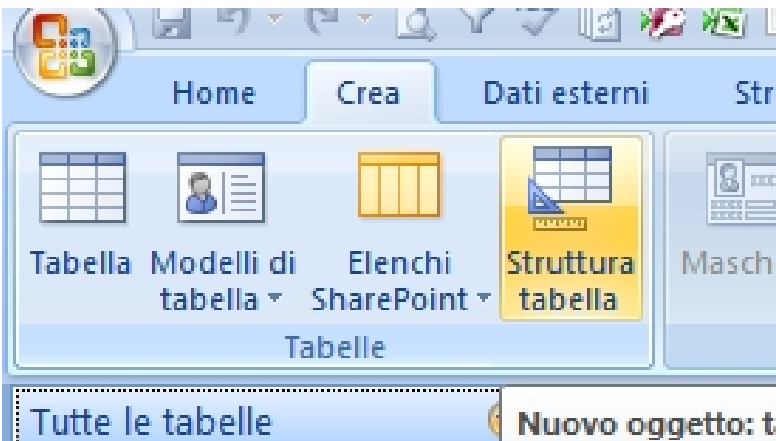 Home Crea Dati esterni Str
Tabella Modelli di tabella Elenchi SharePoint Struttura tabella Masch
Tabelle
Tutte le tabelle
Nuovo oggetto: t